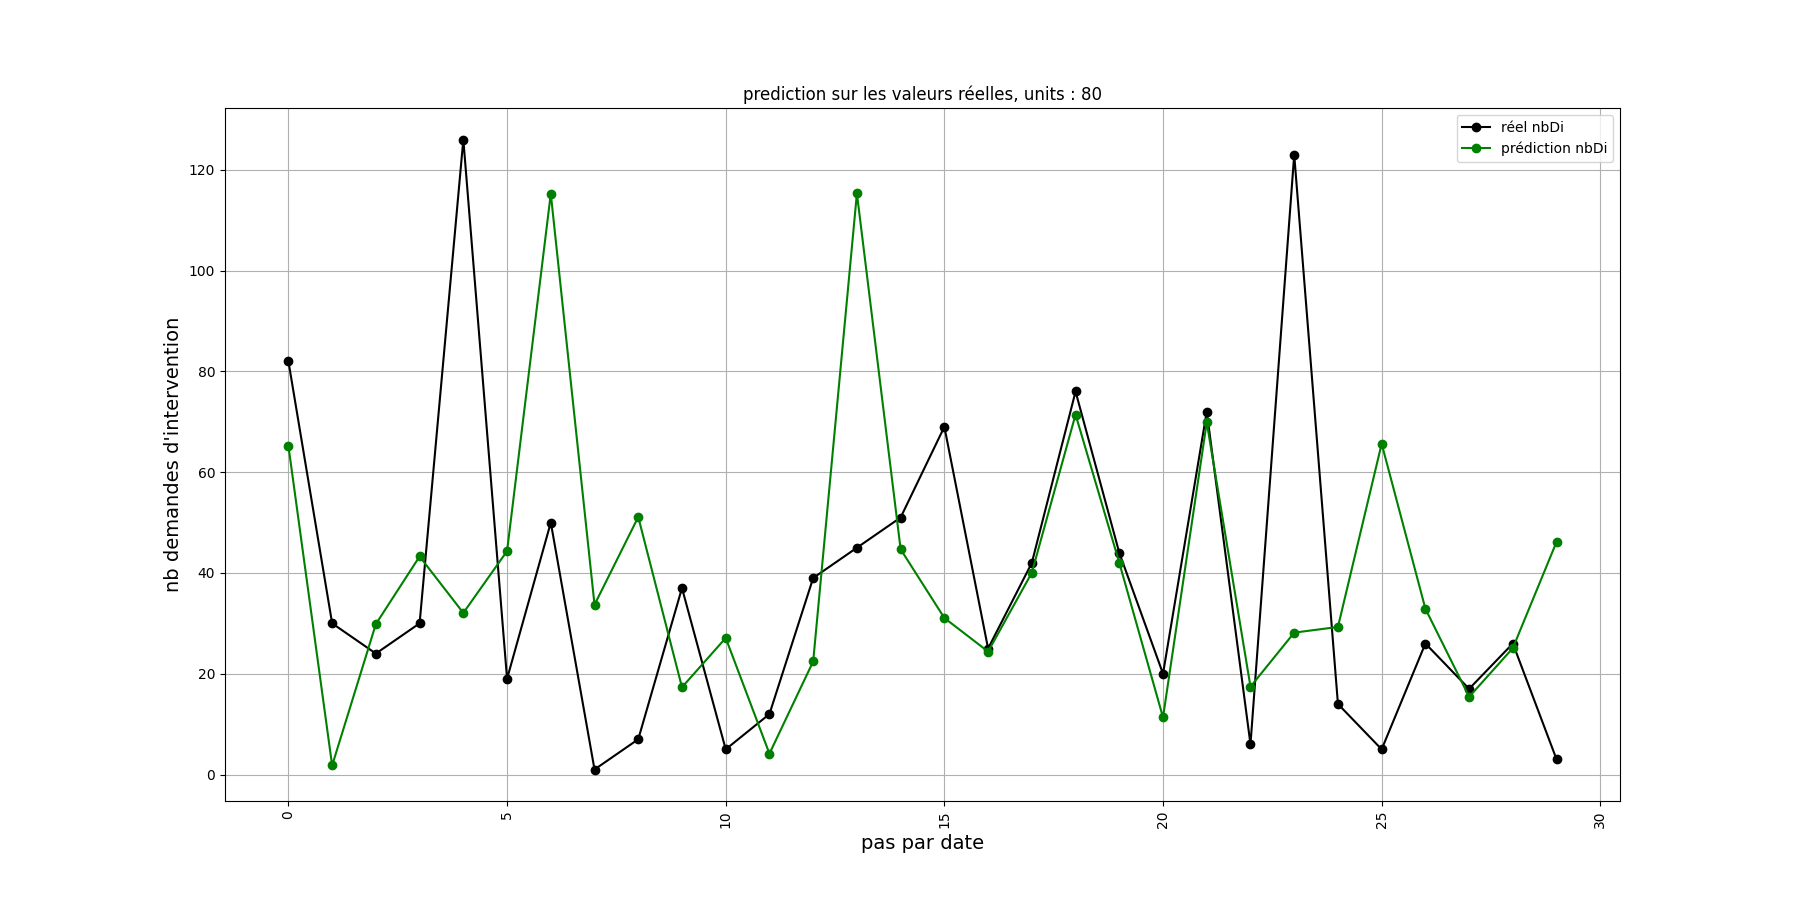 prediction sur les valeurs réelles, units : 80
réel nbDi
prédiction nbDi
nb demandes d'intervention
120
100
80
60
40
20
0
0
5
10
15
20
25
30
pas par date